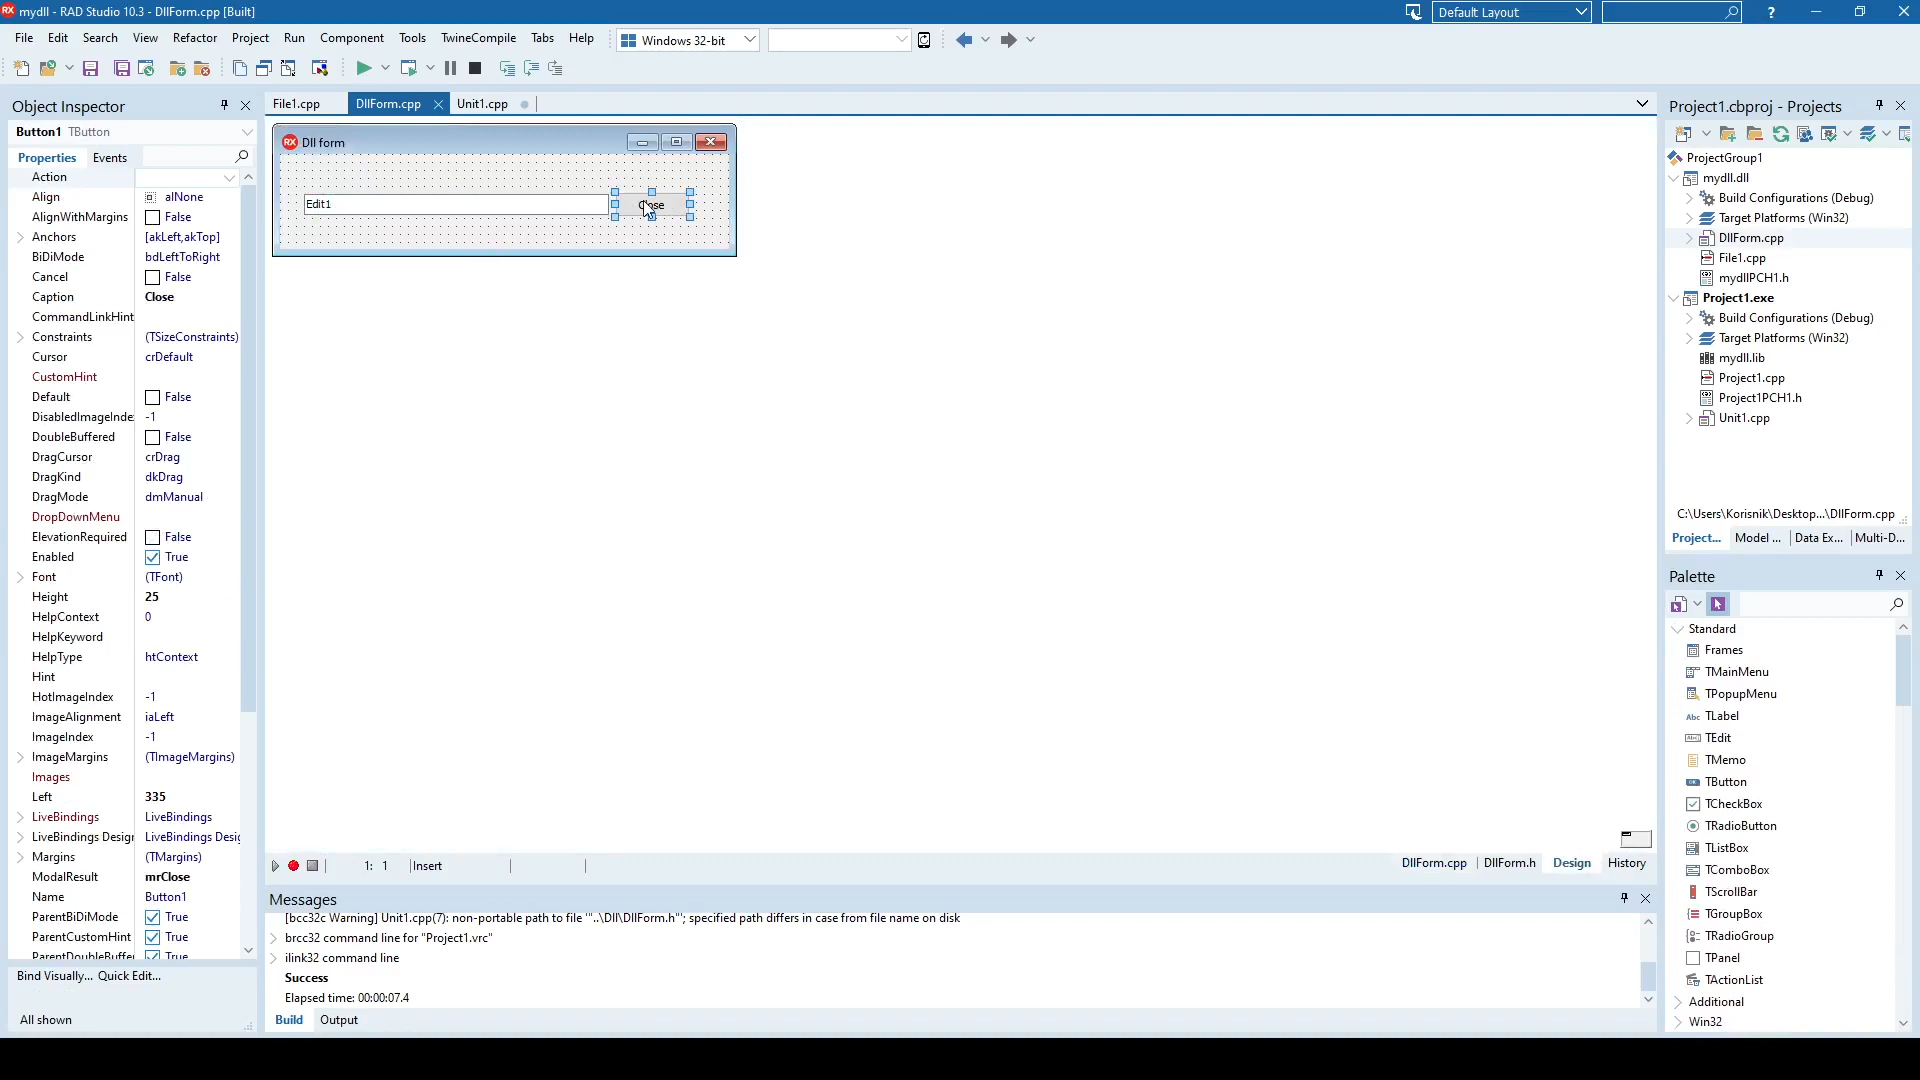 mydll - RAD Studio 10.3 - DllForm.cpp [Built]
Default Layout
?
File Edit Search View Refactor Project Run Component Tools TwineCompile Tabs Help
Windows 32-bit
Object Inspector
Button1 TButton
Properties Events
Action
Align alNone
AlignWithMargins False
Anchors [akLeft,akTop]
BiDiMode bdLeftToRight
Cancel False
Caption Close
CommandLinkHint
Constraints (TSizeConstraints)
Cursor crDefault
CustomHint
Default False
DisabledImageInde -1
DoubleBuffered False
DragCursor crDrag
DragKind dkDrag
DragMode dmManual
DropDownMenu
ElevationRequired False
Enabled True
Font (TFont)
Height 25
HelpContext 0
HelpKeyword
HelpType htContext
Hint
HotImageIndex -1
ImageAlignment iaLeft
ImageIndex -1
ImageMargins (TImageMargins)
Images
Left 335
LiveBindings LiveBindings
LiveBindings Design LiveBindings Desig
Margins (TMargins)
ModalResult mrClose
Name Button1
ParentBiDiMode True
ParentCustomHint True
ParentDoubleBuffer True
Bind Visually... Quick Edit...
All shown
File1.cpp DllForm.cpp Unit1.cpp
Dll form
Edit1
Close
1: 1 Insert
DllForm.cpp DllForm.h Design History
Messages
[bcc32c Warning] Unit1.cpp(7): non-portable path to file '"..\Dll\DllForm.h"'; specified path differs in case from file name on disk
brcc32 command line for "Project1.vrc"
ilink32 command line
Success
Elapsed time: 00:00:07.4
Build Output
Project1.cbproj - Projects
ProjectGroup1
mydll.dll
Build Configurations (Debug)
Target Platforms (Win32)
DllForm.cpp
File1.cpp
mydllPCH1.h
Project1.exe
Build Configurations (Debug)
Target Platforms (Win32)
mydll.lib
Project1.cpp
Project1PCH1.h
Unit1.cpp
C:\Users\Korisnik\Desktop...\DllForm.cpp
Project... Model ... Data Ex... Multi-D...
Palette
Standard
Frames
TMainMenu
TPopupMenu
Abc TLabel
TEdit
TMemo
TButton
TCheckBox
TRadioButton
TListBox
TComboBox
TScrollBar
TGroupBox
TRadioGroup
TPanel
TActionList
Additional
Win32